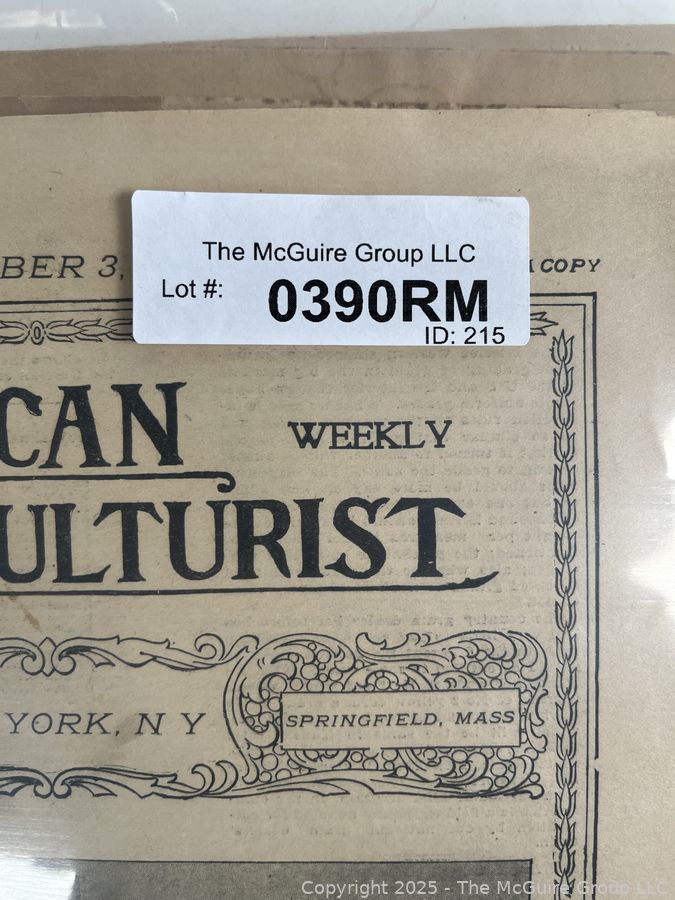 The McGuire Group LLC
Lot #: 0390RM
ID: 215
BER 3, COPY
CAN WEEKLY
ULTURIST
YORK, N Y SPRINGFIELD, MASS
Copyright 2025 - The McGuire Group LLC